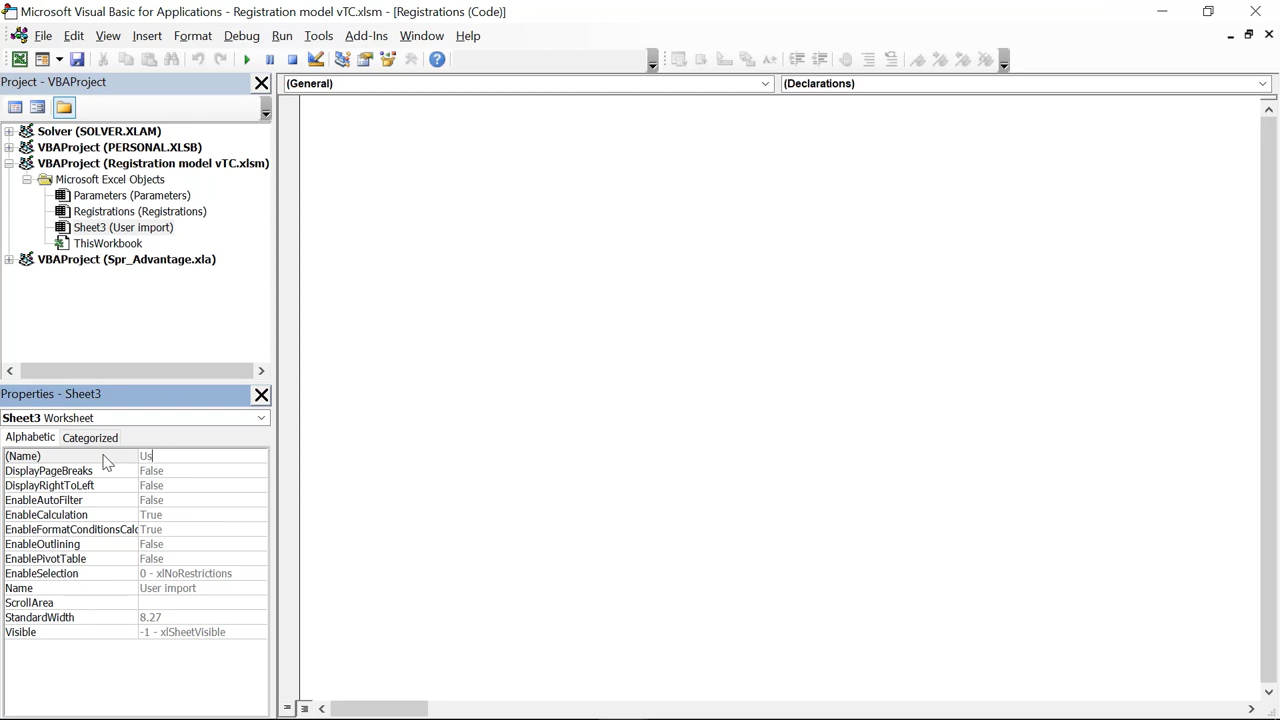 Microsoft Visual Basic for Applications - Registration model vTC.xlsm - [Registrations (Code)]
File Edit View Insert Format Debug Run Tools Add-Ins Window Help
Project - VBAProject
(General)
(Declarations)
Solver (SOLVER.XLAM)
VBAProject (PERSONAL.XLSB)
VBAProject (Registration model vTC.xlsm)
Microsoft Excel Objects
Parameters (Parameters)
Registrations (Registrations)
Sheet3 (User import)
ThisWorkbook
VBAProject (Spr_Advantage.xla)
Properties - Sheet3
Sheet3 Worksheet
Alphabetic Categorized
(Name) Us
DisplayPageBreaks False
DisplayRightToLeft False
EnableAutoFilter False
EnableCalculation True
EnableFormatConditionsCalc True
EnableOutlining False
EnablePivotTable False
EnableSelection 0 - xlNoRestrictions
Name User import
ScrollArea
StandardWidth 8.27
Visible -1 - xlSheetVisible